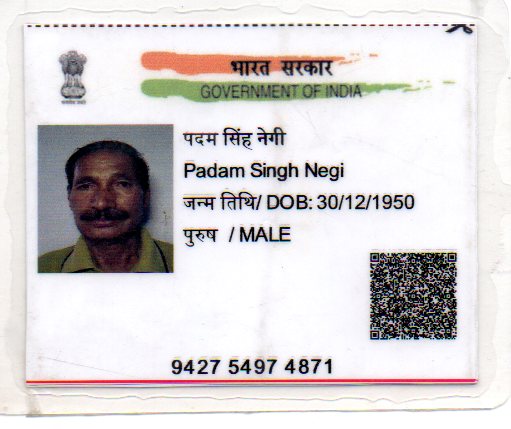 भारत सरकार
GOVERNMENT OF INDIA
पदम सिंह नेगी
Padam Singh Negi
जन्म तिथि/ DOB: 30/12/1950
पुरुष / MALE
9427 5497 4871